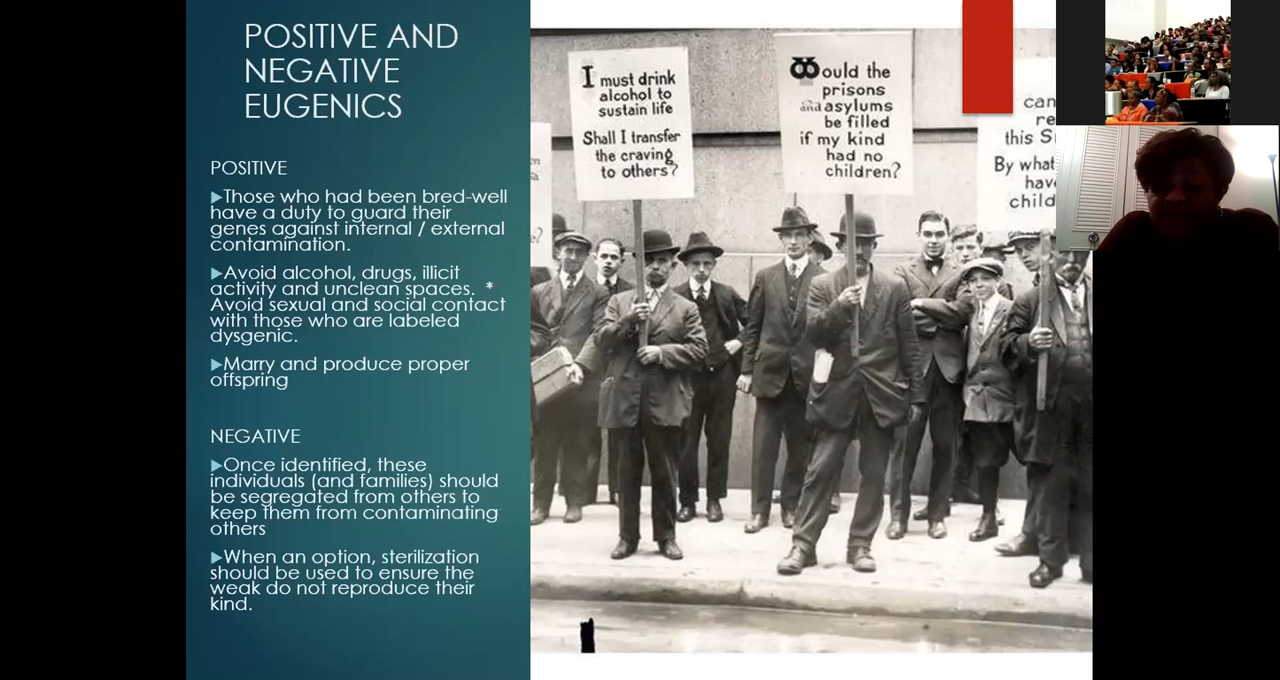 POSITIVE AND
NEGATIVE
EUGENICS
POSITIVE
▶Those who had been bred-well
have a duty to guard their
genes against internal / external
contamination.
▶Avoid alcohol, drugs, illicit
activity and unclean spaces. *
Avoid sexual and social contact
with those who are labeled
dysgenic.
▶Marry and produce proper
offspring
NEGATIVE
▶Once identified, these
individuals (and families) should
be segregated from others to
keep them from contaminating
others
▶When an option, sterilization
should be used to ensure the
weak do not reproduce their
kind.
I must drink
alcohol to
sustain life
Shall I transfer
the craving
to others?
Would the
prisons
and asylums
be filled
if my kind
had no
children?
can
re
this S
By what
have
child